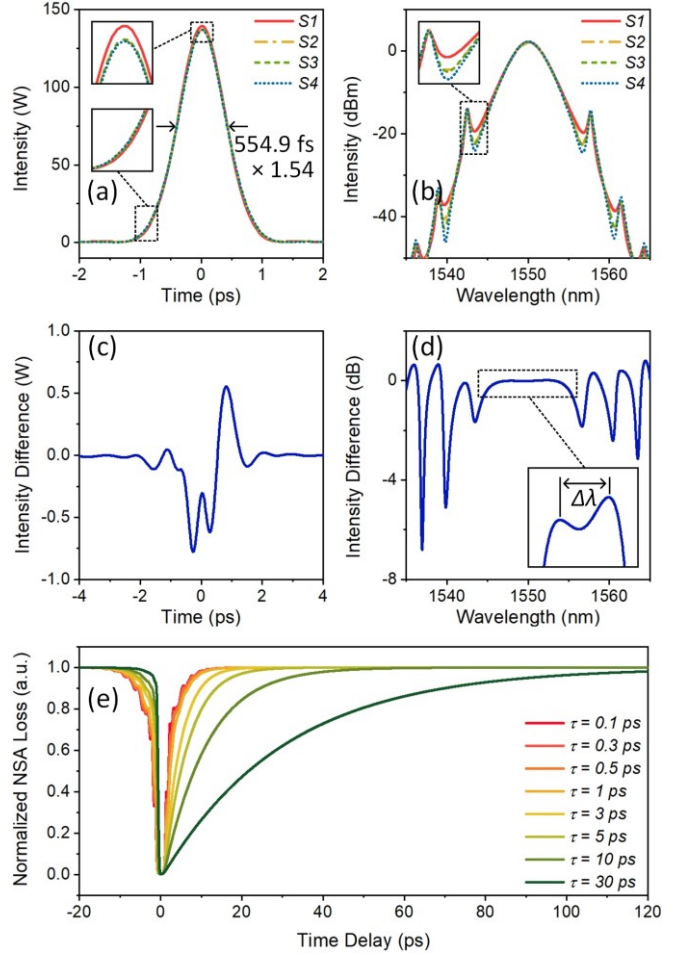 150
125
100
75
50
25
0
Intensity (W)
-2
-1
0
1
2
Time (ps)
(a)
S1
S2
S3
S4
554.9 fs
× 1.54
0
-20
-40
Intensity (dBm)
1540
1550
1560
Wavelength (nm)
(b)
S1
S2
S3
S4
1.0
0.5
0.0
-0.5
-1.0
Intensity Difference (W)
-4
-2
0
2
4
Time (ps)
(c)
0
-4
-8
Intensity Difference (dB)
1540
1550
1560
Wavelength (nm)
(d)
Δλ
1.0
0.8
0.6
0.4
0.2
0.0
Normalized NSA Loss (a.u.)
-20
0
20
40
60
80
100
120
Time Delay (ps)
(e)
τ = 0.1 ps
τ = 0.3 ps
τ = 0.5 ps
τ = 1 ps
τ = 3 ps
τ = 5 ps
τ = 10 ps
τ = 30 ps